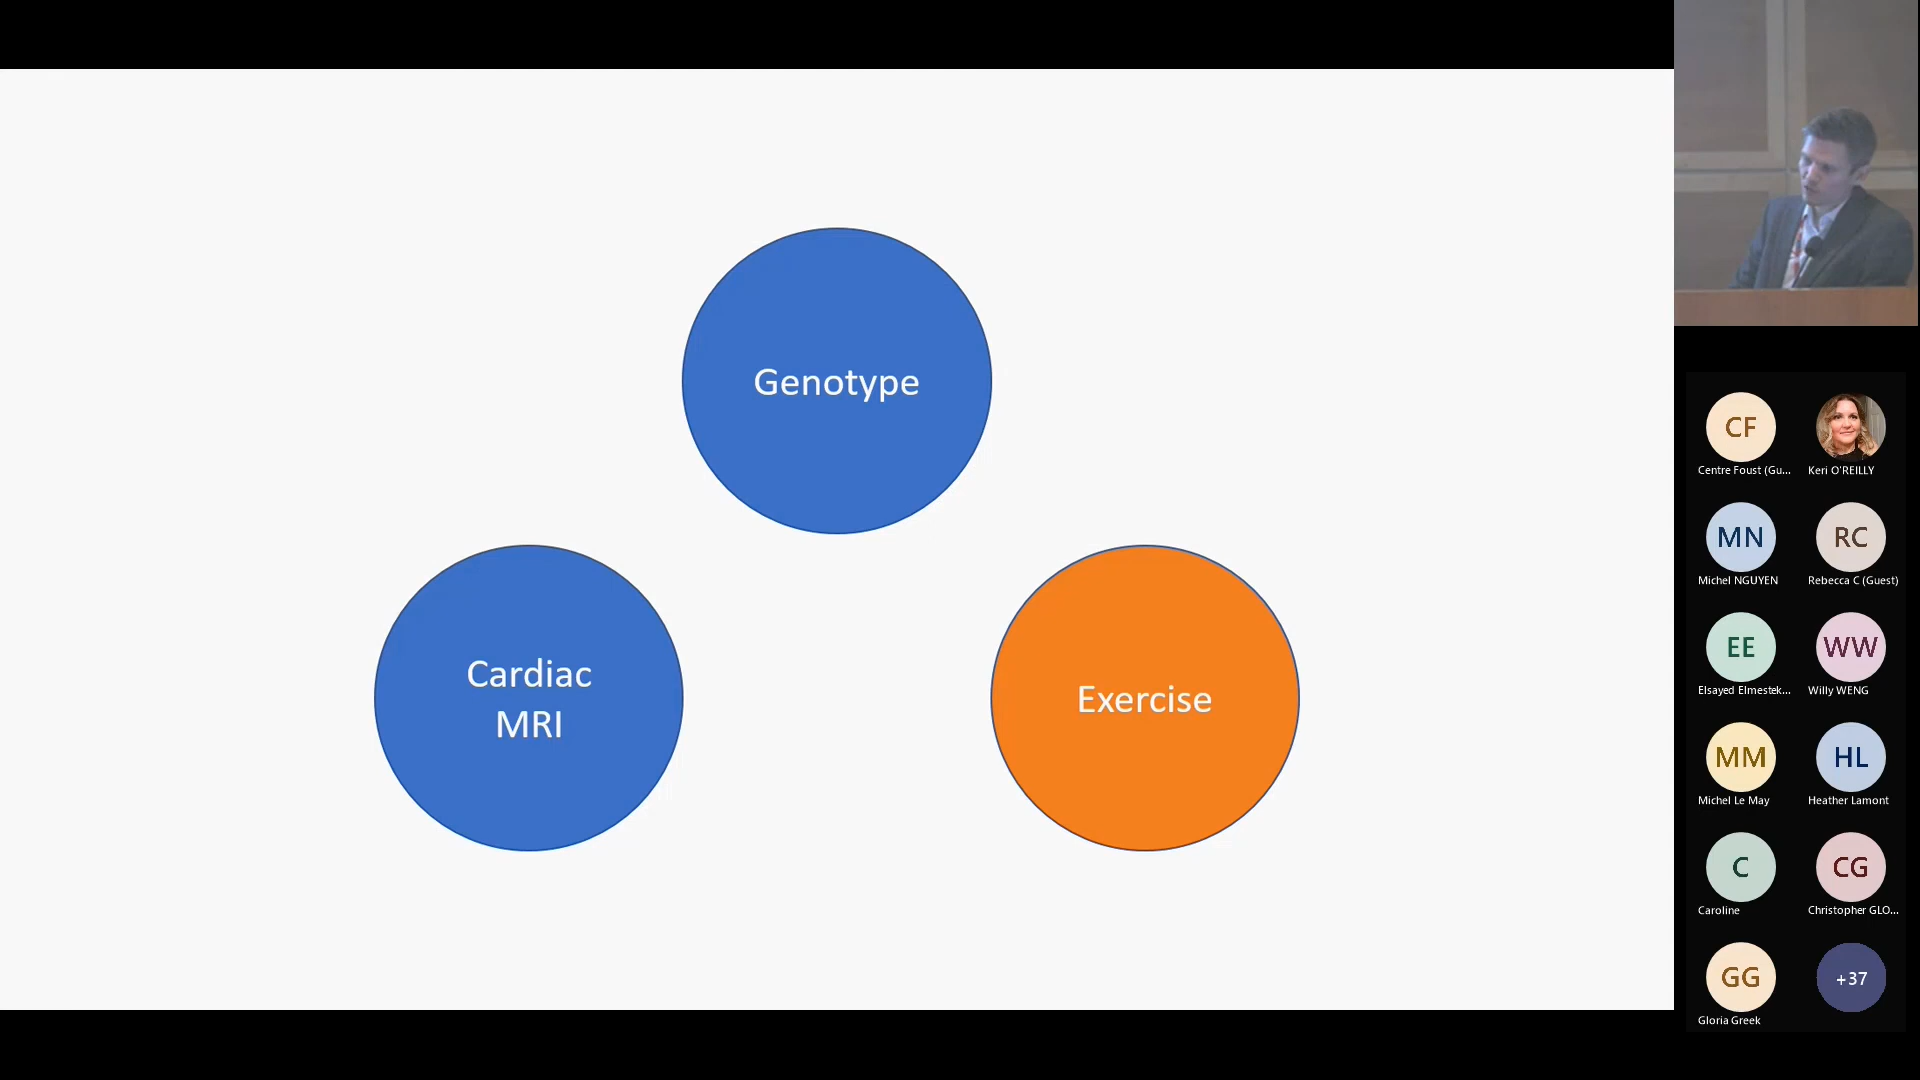 Genotype
Cardiac
MRI
Exercise
CF
Centre Foust (Gu...
Keri O'REILLY
MN
Michel NGUYEN
RC
Rebecca C (Guest)
EE
Elsayed Elmestek...
WW
Willy WENG
MM
Michel Le May
HL
Heather Lamont
C
Caroline
CG
Christopher GLO...
GG
Gloria Greek
+37